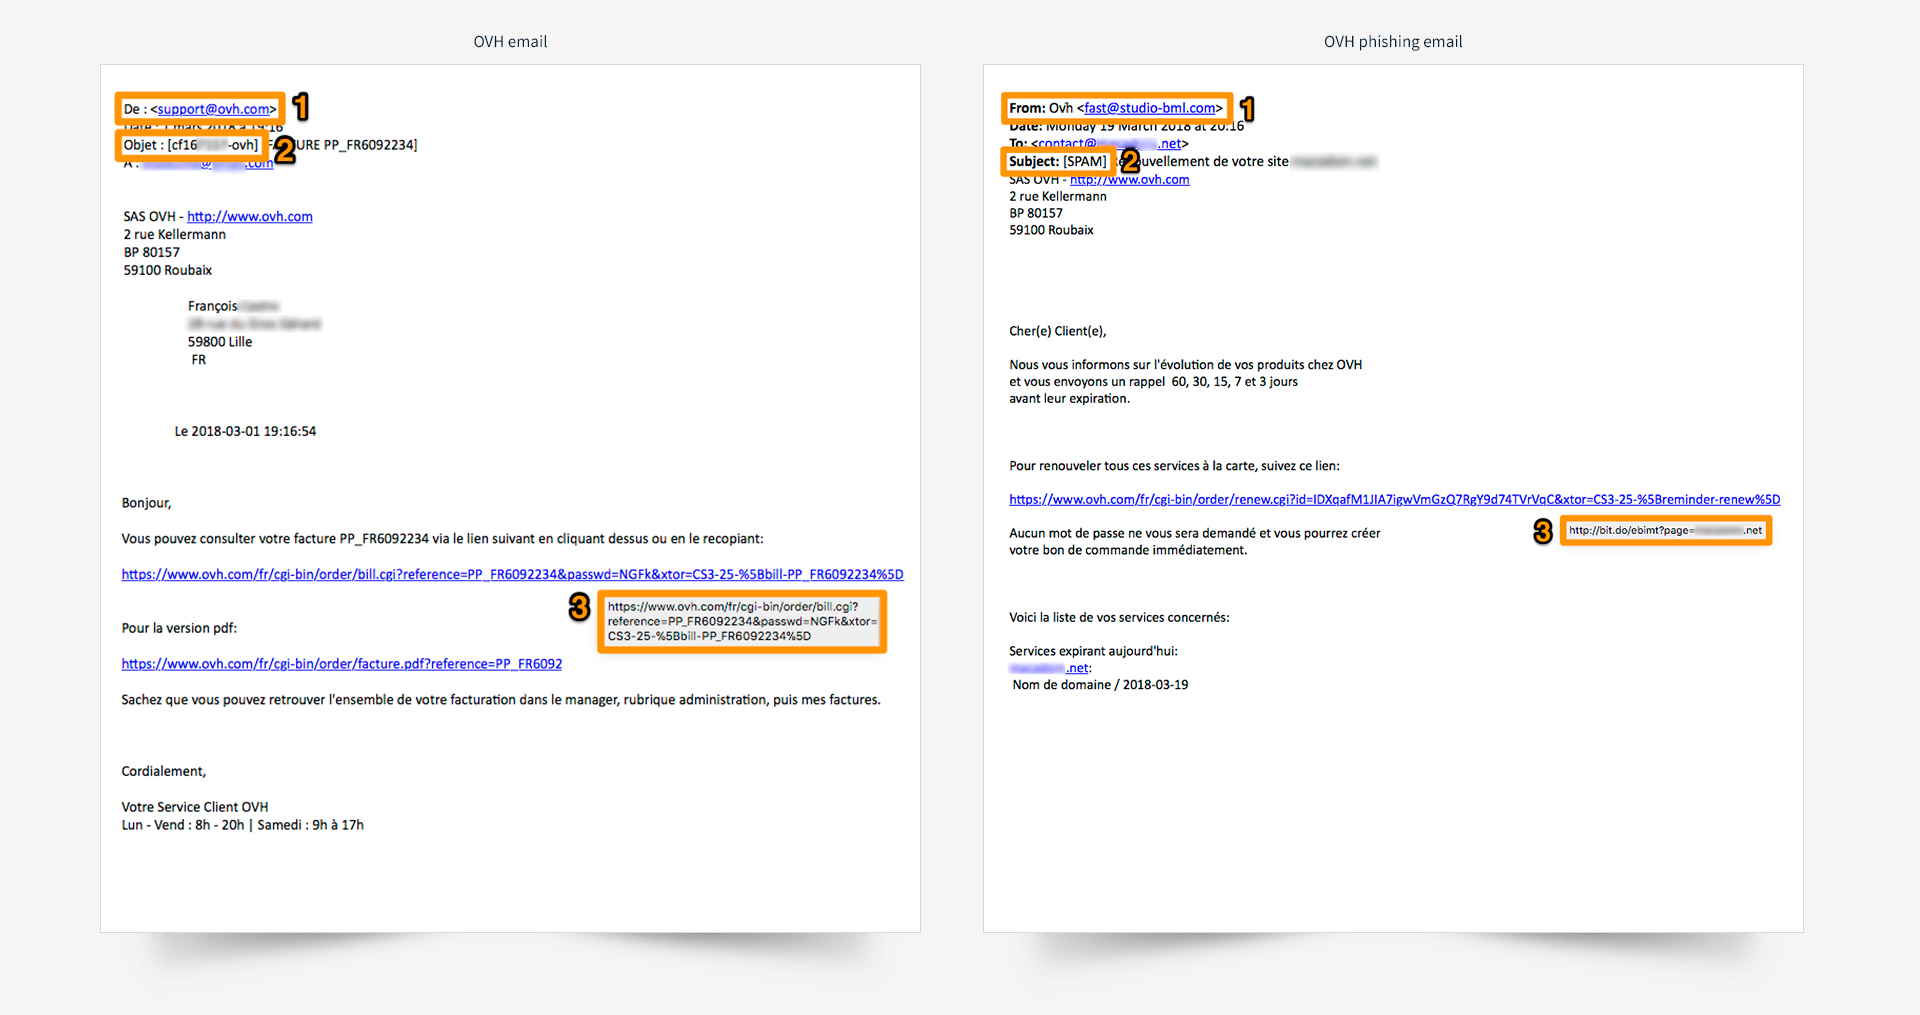 OVH email
De : <support@ovh.com>
1
Date : 1 mars 2018 à 19:16
Objet : [cf16 -ovh] FACTURE PP_FR6092234]
2
A : .com
SAS OVH - http://www.ovh.com
2 rue Kellermann
BP 80157
59100 Roubaix
François
59800 Lille
FR
Le 2018-03-01 19:16:54
Bonjour,
Vous pouvez consulter votre facture PP_FR6092234 via le lien suivant en cliquant dessus ou en le recopiant:
https://www.ovh.com/fr/cgi-bin/order/bill.cgi?reference=PP_FR6092234&passwd=NGFk&xtor=CS3-25-%5Bbill-PP_FR6092234%5D
3
https://www.ovh.com/fr/cgi-bin/order/bill.cgi?
reference=PP_FR6092234&passwd=NGFk&xtor=
CS3-25-%5Bbill-PP_FR6092234%5D
Pour la version pdf:
https://www.ovh.com/fr/cgi-bin/order/facture.pdf?reference=PP_FR6092
Sachez que vous pouvez retrouver l'ensemble de votre facturation dans le manager, rubrique administration, puis mes factures.
Cordialement,
Votre Service Client OVH
Lun - Vend : 8h - 20h | Samedi : 9h à 17h
OVH phishing email
From: Ovh <fast@studio-bml.com>
1
Date: Monday 19 March 2018 at 20:16
To: <contact@ .net>
Subject: [SPAM] Renouvellement de votre site
2
SAS OVH - http://www.ovh.com
2 rue Kellermann
BP 80157
59100 Roubaix
Cher(e) Client(e),
Nous vous informons sur l'évolution de vos produits chez OVH
et vous envoyons un rappel 60, 30, 15, 7 et 3 jours
avant leur expiration.
Pour renouveler tous ces services à la carte, suivez ce lien:
https://www.ovh.com/fr/cgi-bin/order/renew.cgi?id=IDXqafM1JIA7igwVmGzQ7RgY9d74TVrVqC&xtor=CS3-25-%5Breminder-renew%5D
3
http://bit.do/ebimt?page= .net
Aucun mot de passe ne vous sera demandé et vous pourrez créer
votre bon de commande immédiatement.
Voici la liste de vos services concernés:
Services expirant aujourd'hui:
.net:
Nom de domaine / 2018-03-19